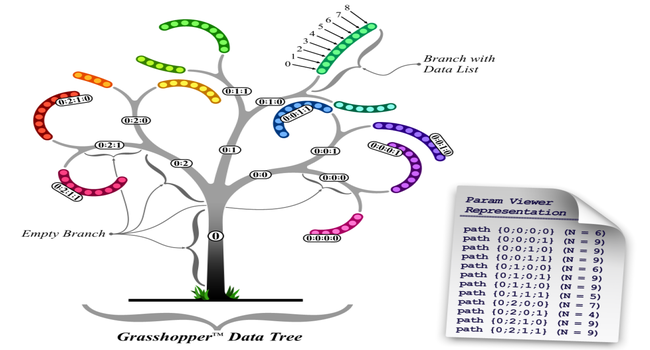 8
7
6
5
4
3
2
1
0
Branch with
Data List
0:1:1
0:1:0
0:2:1:0
0:2:0
0:0:1:1
0:2:1
0:1
0:2
0:0:1
0:0:0:1
0:0:1:0
0:0
0:0:0
0:2:1:1
Empty Branch
0
0:0:0:0
Grasshopper™ Data Tree
Param Viewer
Representation
path {0;0;0;0} (N = 6)
path {0;0;0;1} (N = 9)
path {0;0;1;0} (N = 9)
path {0;0;1;1} (N = 9)
path {0;1;0;0} (N = 6)
path {0;1;0;1} (N = 9)
path {0;1;1;0} (N = 9)
path {0;1;1;1} (N = 5)
path {0;2;0;0} (N = 7)
path {0;2;0;1} (N = 4)
path {0;2;1;0} (N = 9)
path {0;2;1;1} (N = 9)